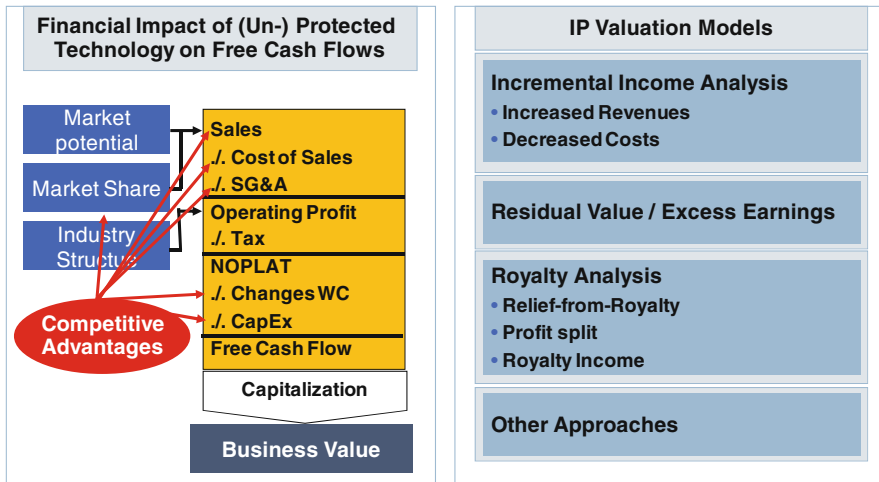 Financial Impact of (Un-) Protected
Technology on Free Cash Flows
Market
potential
Market Share
Industry
Structur
Competitive
Advantages
Sales
./. Cost of Sales
./. SG&A
Operating Profit
./. Tax
NOPLAT
./. Changes WC
./. CapEx
Free Cash Flow
Capitalization
Business Value
IP Valuation Models
Incremental Income Analysis
• Increased Revenues
• Decreased Costs
Residual Value / Excess Earnings
Royalty Analysis
• Relief-from-Royalty
• Profit split
• Royalty Income
Other Approaches